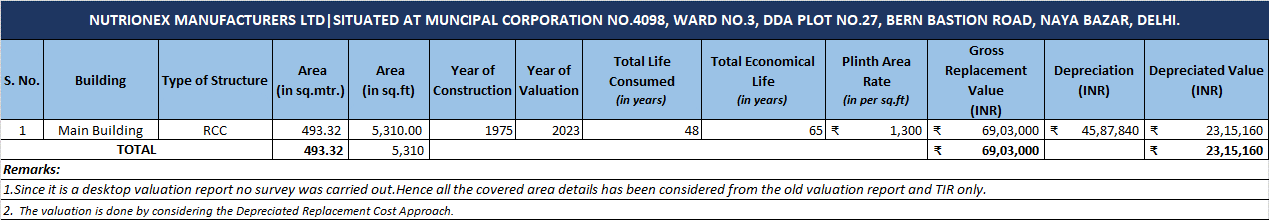 NUTRIONEX MANUFACTURERS LTD|SITUATED AT MUNCIPAL CORPORATION NO.4098, WARD NO.3, DDA PLOT NO.27, BERN BASTION ROAD, NAYA BAZAR, DELHI.
S. No. Building Type of Structure Area (in sq.mtr.) Area (in sq.ft) Year of Construction Year of Valuation Total Life Consumed (in years) Total Economical Life (in years) Plinth Area Rate (in per sq.ft) Gross Replacement Value (INR) Depreciation (INR) Depreciated Value (INR)
1 Main Building RCC 493.32 5,310.00 1975 2023 48 65 ₹ 1,300 ₹ 69,03,000 ₹ 45,87,840 ₹ 23,15,160
TOTAL 493.32 5,310 ₹ 69,03,000 ₹ 23,15,160
Remarks:
1.Since it is a desktop valuation report no survey was carried out.Hence all the covered area details has been considered from the old valuation report and TIR only.
2. The valuation is done by considering the Depreciated Replacement Cost Approach.